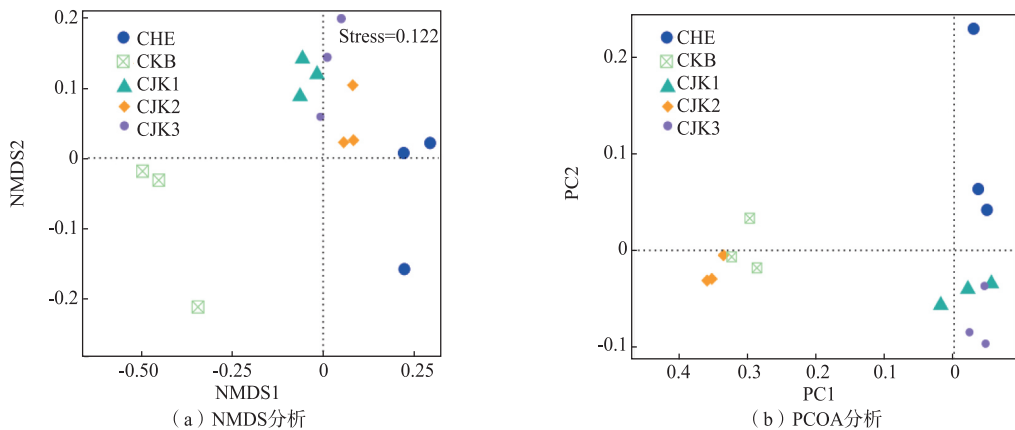 0.2
0.1
0
-0.1
-0.2
NMDS2
Stress=0.122
CHE
CKB
CJK1
CJK2
CJK3
-0.50
-0.25
0
0.25
NMDS1
（a）NMDS分析
0.2
0.1
0
-0.1
PC2
CHE
CKB
CJK1
CJK2
CJK3
0.4
0.3
0.2
0.1
0
PC1
（b）PCOA分析